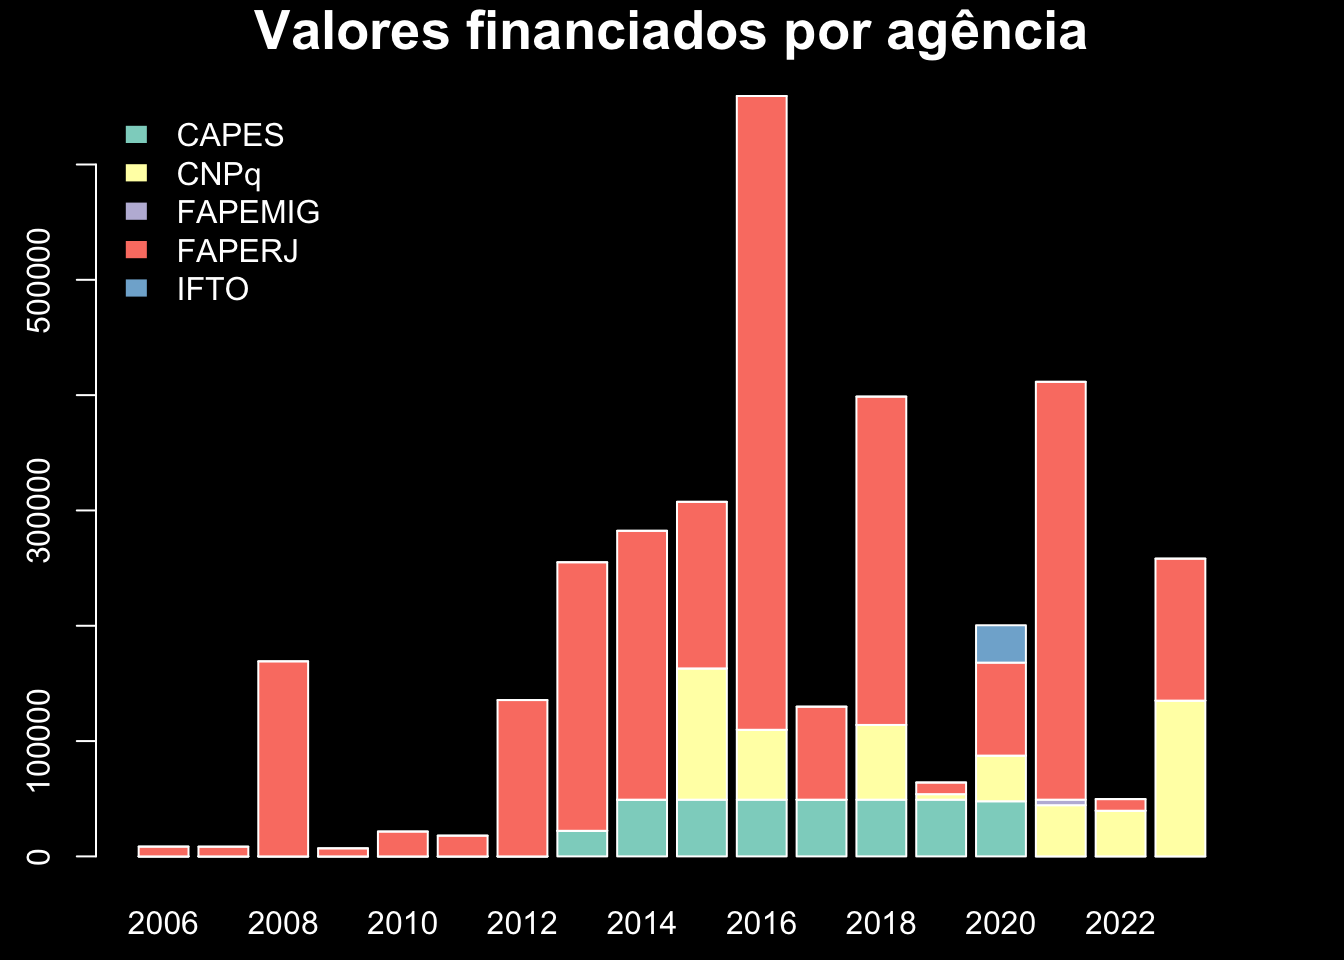 Valores financiados por agência
CAPES
CNPq
FAPEMIG
FAPERJ
IFTO
500000
300000
100000
0
2006 2008 2010 2012 2014 2016 2018 2020 2022